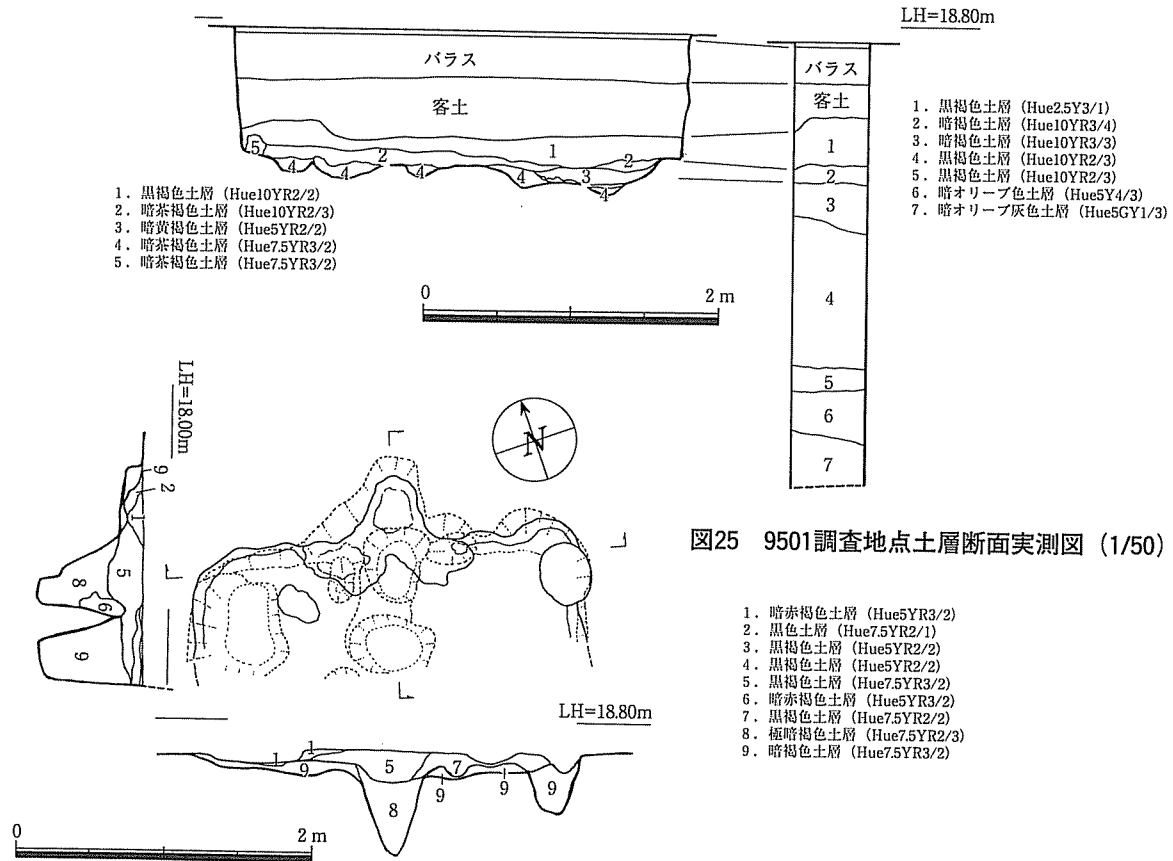 LH=18.80m
バラス
客土
5
2
1
2
4
4
4
4
3
4
バラス
客土
1
2
3
4
5
6
7
1. 黒褐色土層 (Hue2.5Y3/1)
2. 暗褐色土層 (Hue10YR3/4)
3. 暗褐色土層 (Hue10YR3/3)
4. 黒褐色土層 (Hue10YR2/3)
5. 黒褐色土層 (Hue10YR2/3)
6. 暗オリーブ色土層 (Hue5Y4/3)
7. 暗オリーブ灰色土層 (Hue5GY1/3)
1. 黒褐色土層 (Hue10YR2/2)
2. 暗茶褐色土層 (Hue10YR2/3)
3. 暗黄褐色土層 (Hue5YR2/2)
4. 暗茶褐色土層 (Hue7.5YR3/2)
5. 暗茶褐色土層 (Hue7.5YR3/2)
0 2 m
LH=18.00m
9
2
1
5
8
6
9
N
図25 9501調査地点土層断面実測図 (1/50)
1. 暗赤褐色土層 (Hue5YR3/2)
2. 黒色土層 (Hue7.5YR2/1)
3. 黒褐色土層 (Hue5YR2/2)
4. 黒褐色土層 (Hue5YR2/2)
5. 黒褐色土層 (Hue7.5YR3/2)
6. 暗赤褐色土層 (Hue5YR3/2)
7. 黒褐色土層 (Hue7.5YR2/2)
8. 極暗褐色土層 (Hue7.5YR2/3)
9. 暗褐色土層 (Hue7.5YR3/2)
LH=18.80m
1
1
9
5
7
9
9
9
8
0 2 m